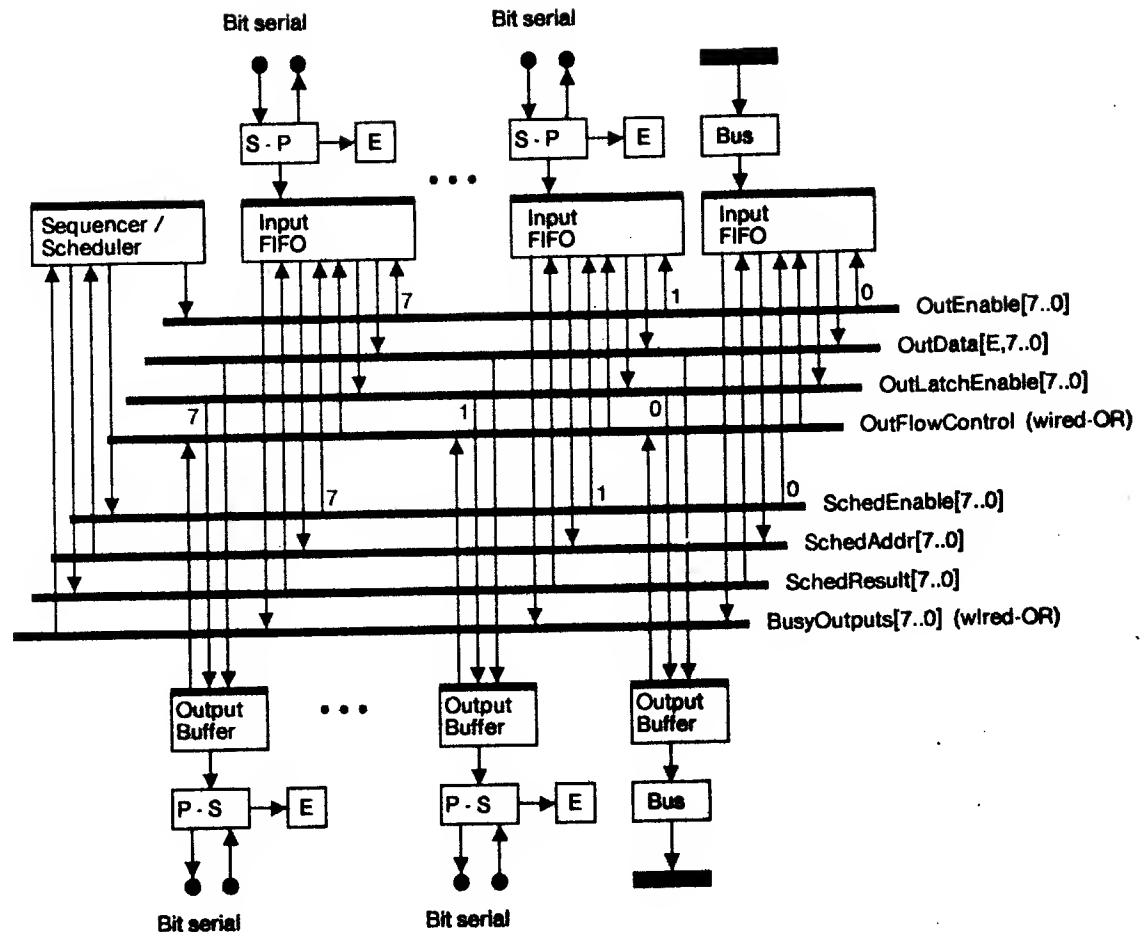 Bit serial
Bit serial
S - P
E
S - P
E
Bus
Sequencer /
Scheduler
Input
FIFO
Input
FIFO
Input
FIFO
7
1
0
OutEnable[7..0]
OutData[E,7..0]
OutLatchEnable[7..0]
7
1
0
OutFlowControl (wired-OR)
7
1
0
SchedEnable[7..0]
SchedAddr[7..0]
SchedResult[7..0]
BusyOutputs[7..0] (wired-OR)
Output
Buffer
Output
Buffer
Output
Buffer
P - S
E
P - S
E
Bus
Bit serial
Bit serial